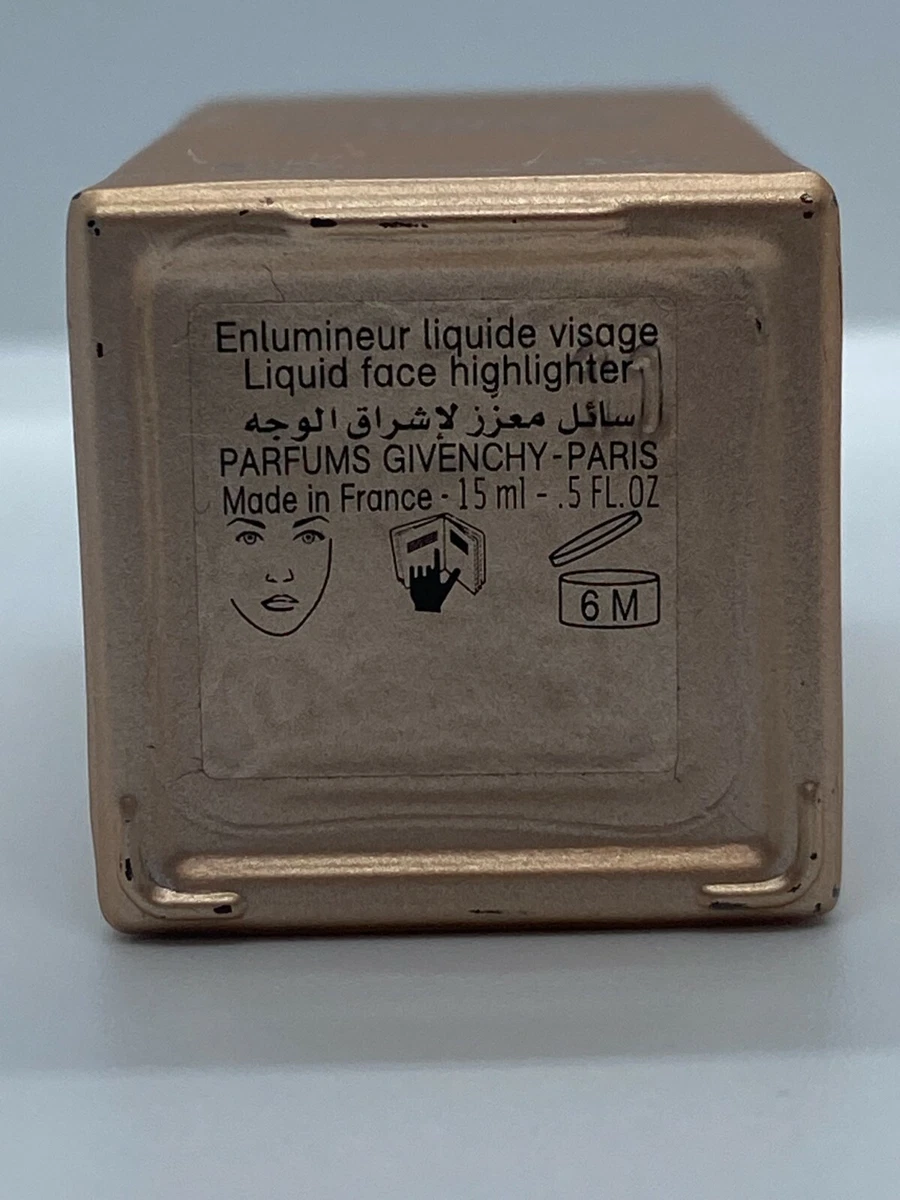 Enlumineur liquide visage
Liquid face highlighter
سائل معزّز لإشراق الوجه
PARFUMS GIVENCHY-PARIS
Made in France - 15 ml - .5 FL.OZ
6 M